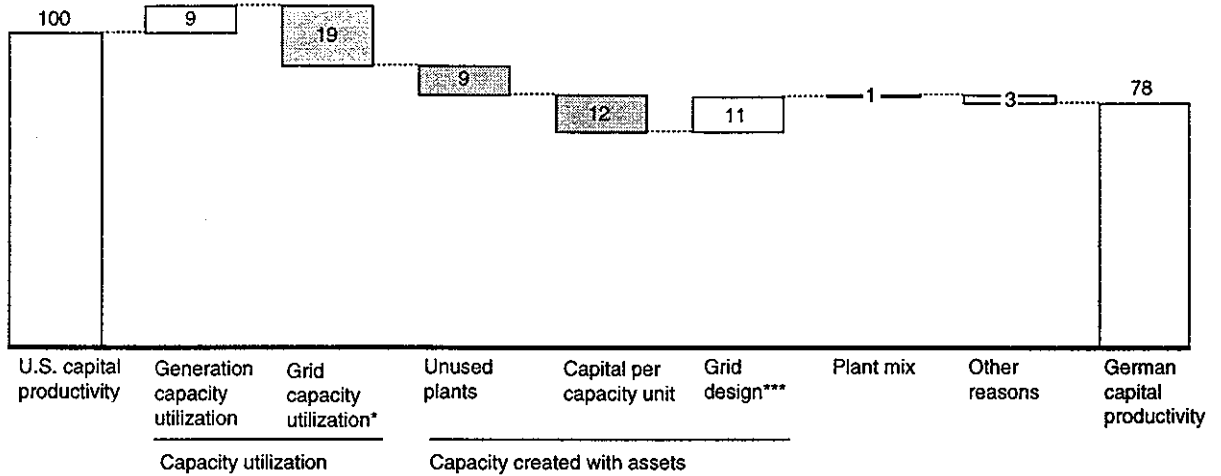 100
9
19
9
12
11
1
3
78
U.S. capital
productivity
Generation
capacity
utilization
Grid
capacity
utilization*
Unused
plants
Capital per
capacity unit
Grid
design***
Plant mix
Other
reasons
German
capital
productivity
Capacity utilization
Capacity created with assets